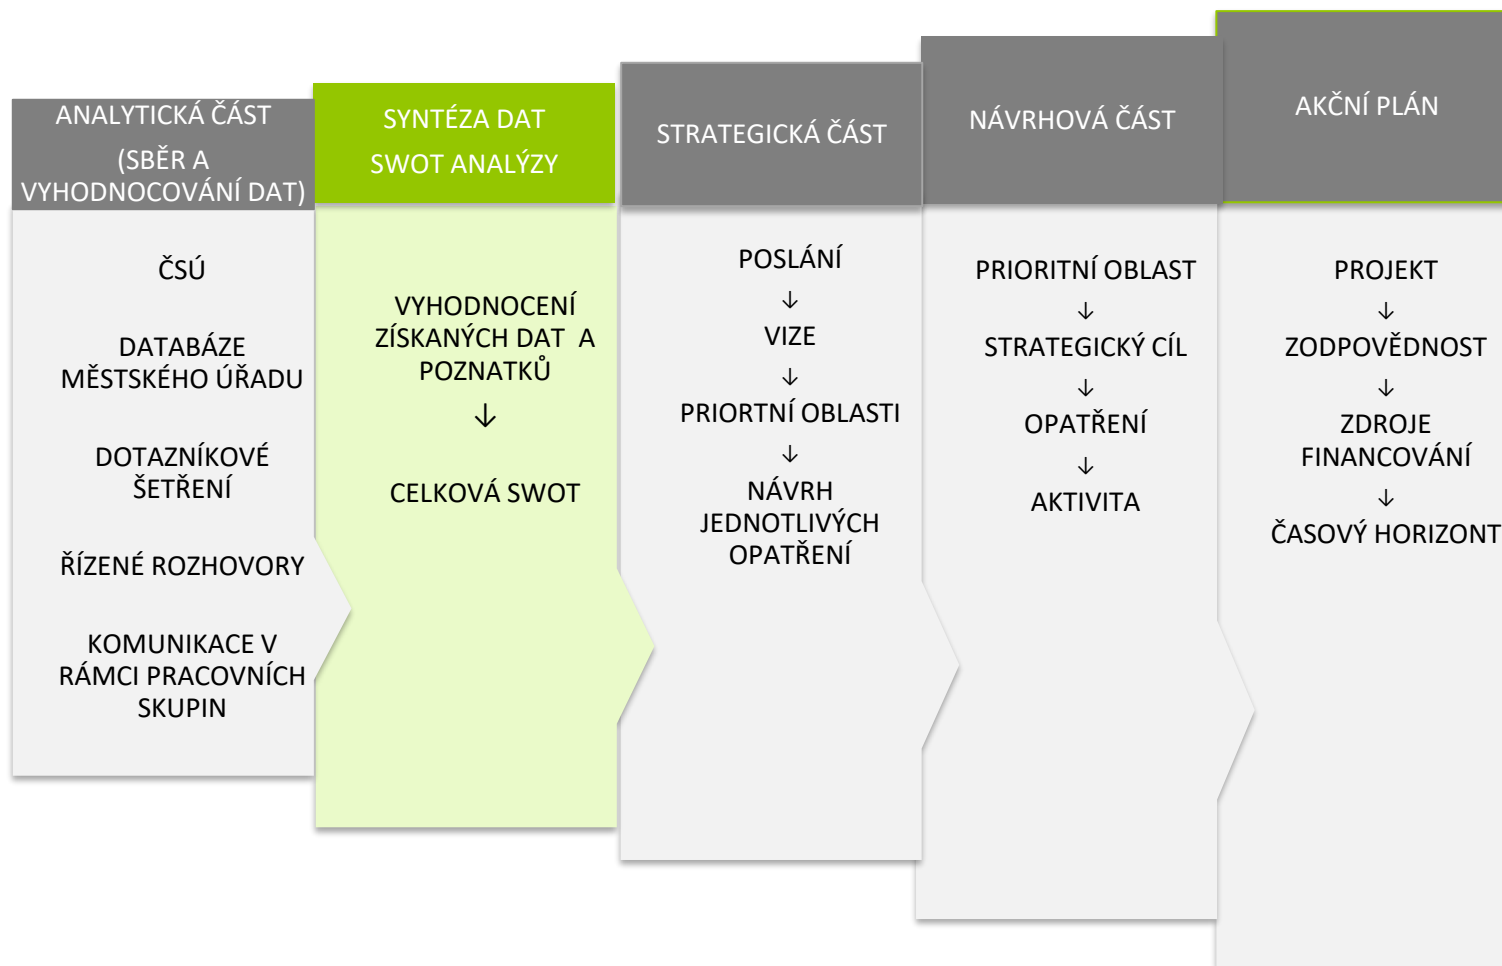 ANALYTICKÁ ČÁST
(SBĚR A
VYHODNOCOVÁNÍ DAT)
ČSÚ
DATABÁZE
MĚSTSKÉHO ÚŘADU
DOTAZNÍKOVÉ
ŠETŘENÍ
ŘÍZENÉ ROZHOVORY
KOMUNIKACE V
RÁMCI PRACOVNÍCH
SKUPIN
SYNTÉZA DAT
SWOT ANALÝZY
VYHODNOCENÍ
ZÍSKANÝCH DAT A
POZNATKŮ
↓
CELKOVÁ SWOT
STRATEGICKÁ ČÁST
POSLÁNÍ
↓
VIZE
↓
PRIORTNÍ OBLASTI
↓
NÁVRH
JEDNOTLIVÝCH
OPATŘENÍ
NÁVRHOVÁ ČÁST
PRIORITNÍ OBLAST
↓
STRATEGICKÝ CÍL
↓
OPATŘENÍ
↓
AKTIVITA
AKČNÍ PLÁN
PROJEKT
↓
ZODPOVĚDNOST
↓
ZDROJE
FINANCOVÁNÍ
↓
ČASOVÝ HORIZONT